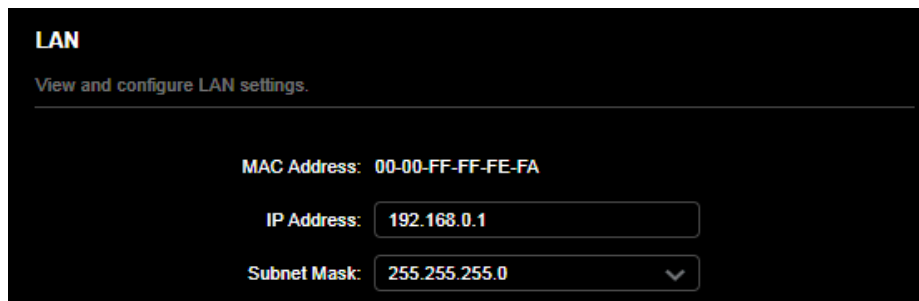 LAN
View and configure LAN settings.
MAC Address: 00-00-FF-FF-FE-FA
IP Address: 192.168.0.1
Subnet Mask: 255.255.255.0